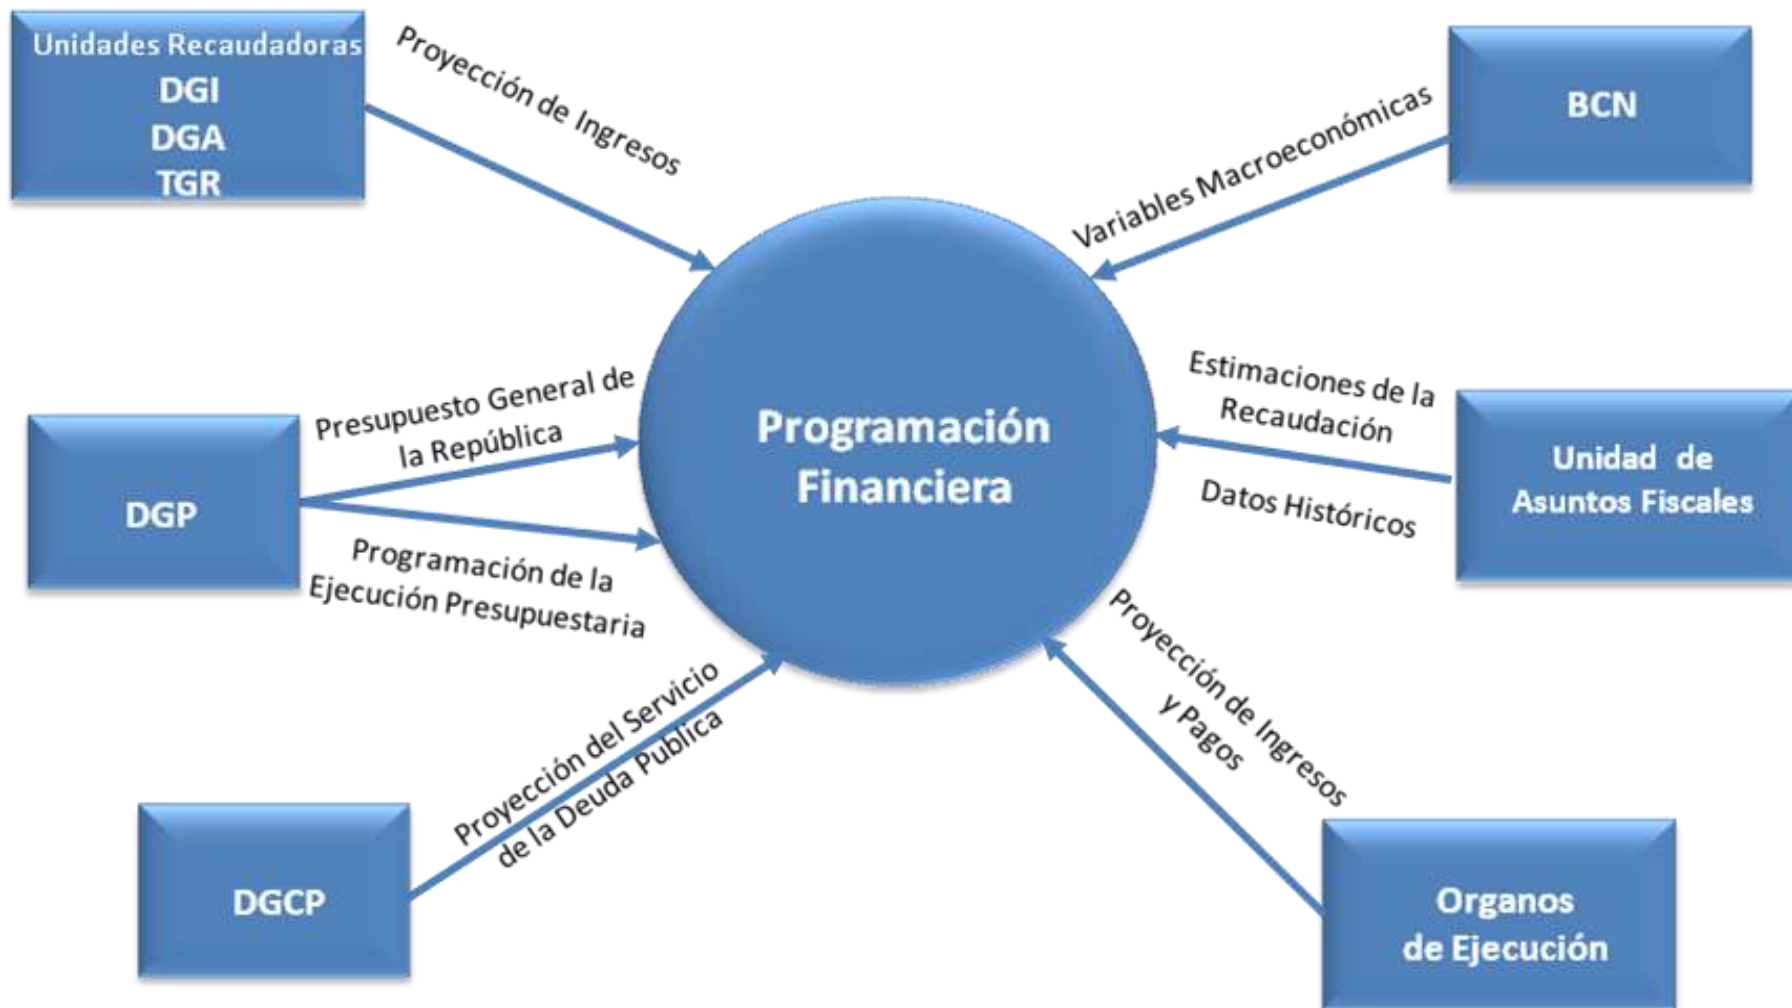 Unidades Recaudadoras
DGI
DGA
TGR
Proyección de Ingresos
BCN
Variables Macroeconómicas
Programación
Financiera
Presupuesto General de
la República
DGP
Programación de la
Ejecución Presupuestaria
Estimaciones de la
Recaudación
Datos Históricos
Unidad de
Asuntos Fiscales
Proyección del Servicio
de la Deuda Publica
DGCP
Proyección de Ingresos
y Pagos
Organos
de Ejecución